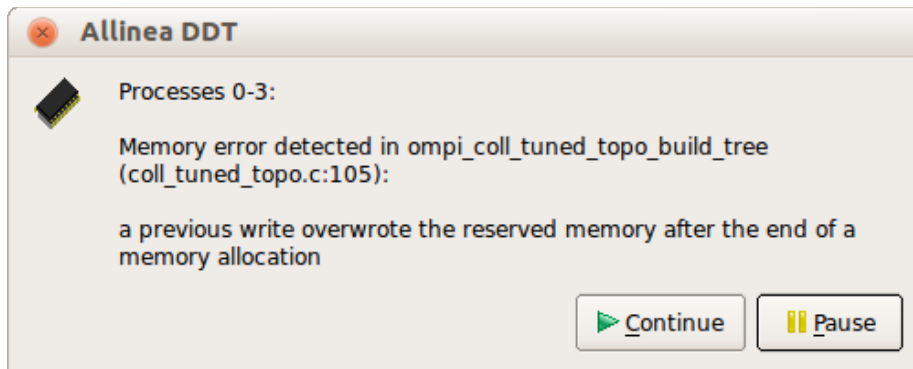 Allinea DDT
Processes 0-3:
Memory error detected in ompi_coll_tuned_topo_build_tree
(coll_tuned_topo.c:105):
a previous write overwrote the reserved memory after the end of a
memory allocation
Continue
Pause